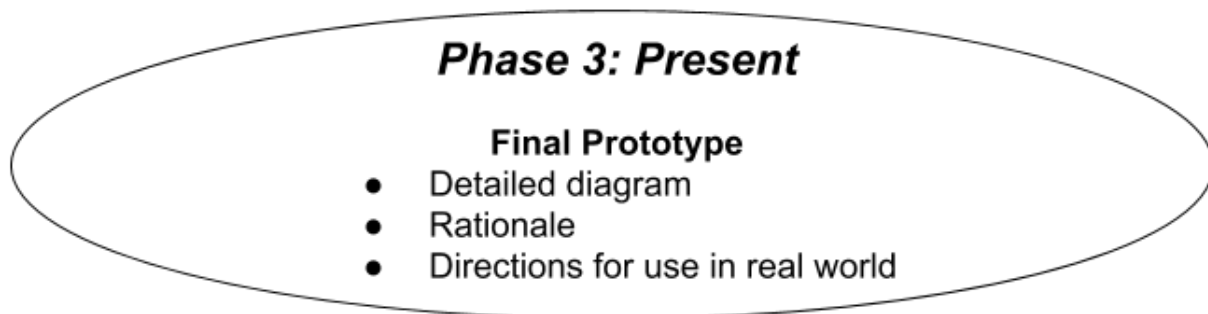 Phase 3: Present
Final Prototype
● Detailed diagram
● Rationale
● Directions for use in real world